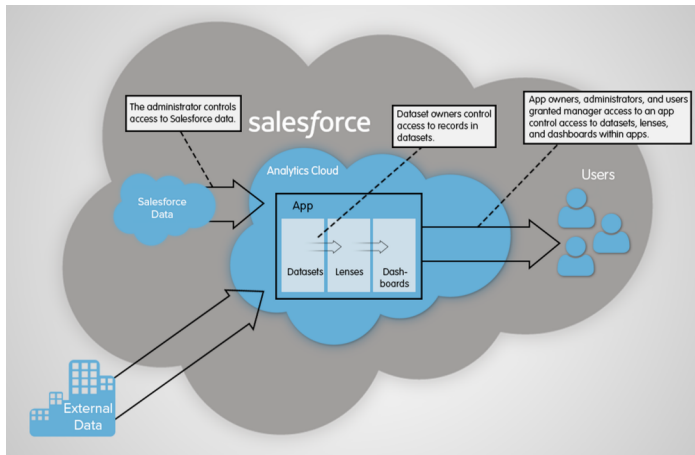 The administrator controls
access to Salesforce data.
salesforce
Dataset owners control
access to records in
datasets.
App owners, administrators, and users
granted manager access to an app
control access to datasets, lenses,
and dashboards within apps.
Analytics Cloud
Users
Salesforce
Data
App
Datasets
Lenses
Dash-
boards
External
Data